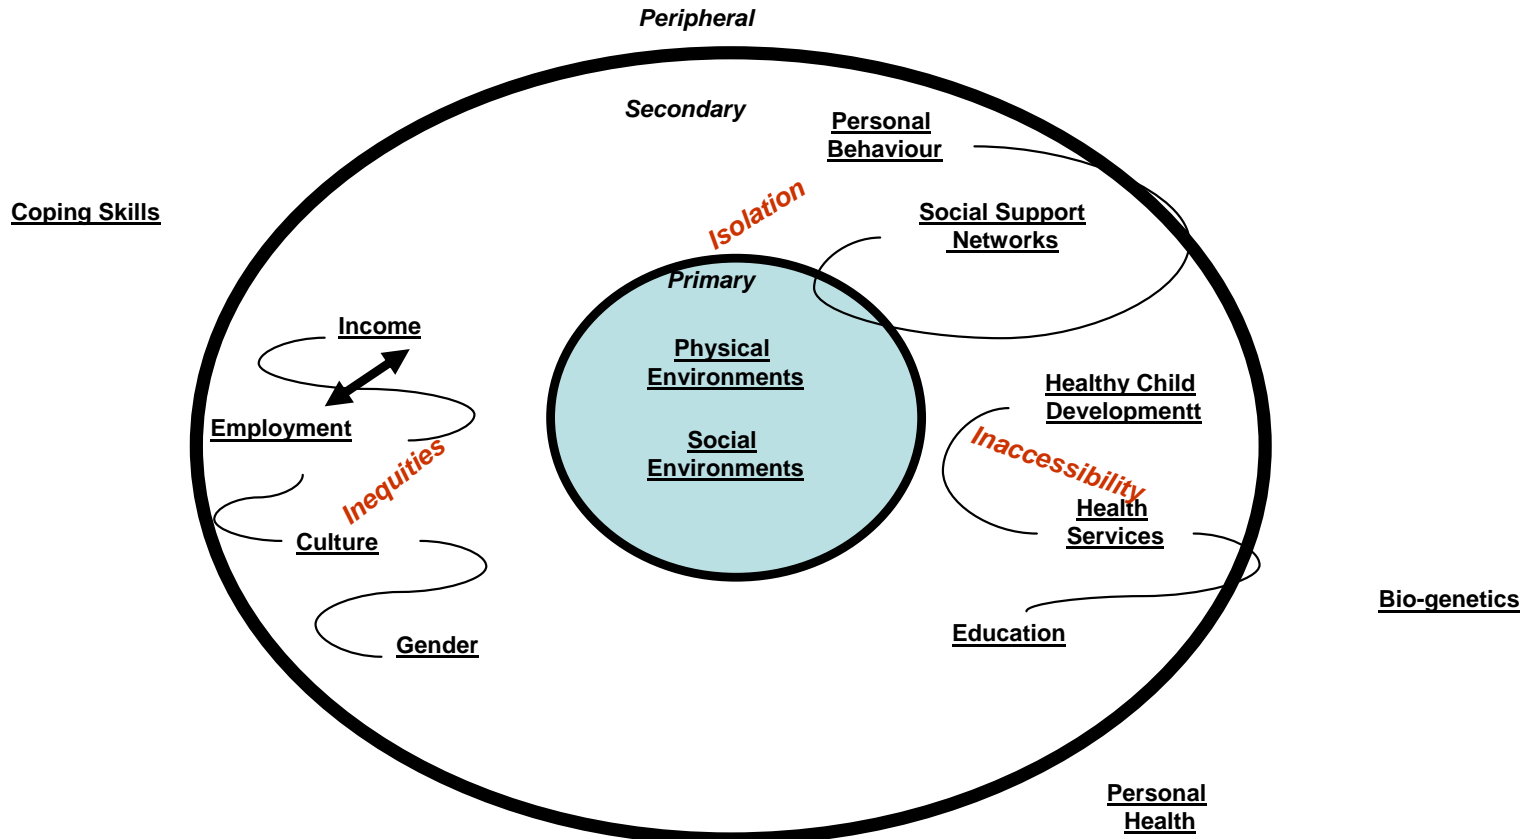 Peripheral
Secondary
Personal
Behaviour
Coping Skills
Isolation
Social Support
Networks
Primary
Income
Physical
Environments
Healthy Child
Developmentt
Employment
Social
Environments
Inequities
Inaccessibility
Health
Services
Culture
Bio-genetics
Education
Gender
Personal
Health